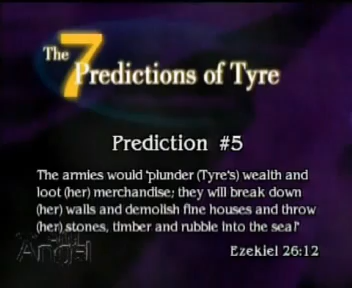 The 7
Predictions of Tyre
Prediction #5
The armies would "plunder (Tyre's) wealth and
loot (her) merchandise; they will break down
(her) walls and demolish fine houses and throw
(her) stones, timber and rubble into the sea!"
Ezekiel 26:12
Angel